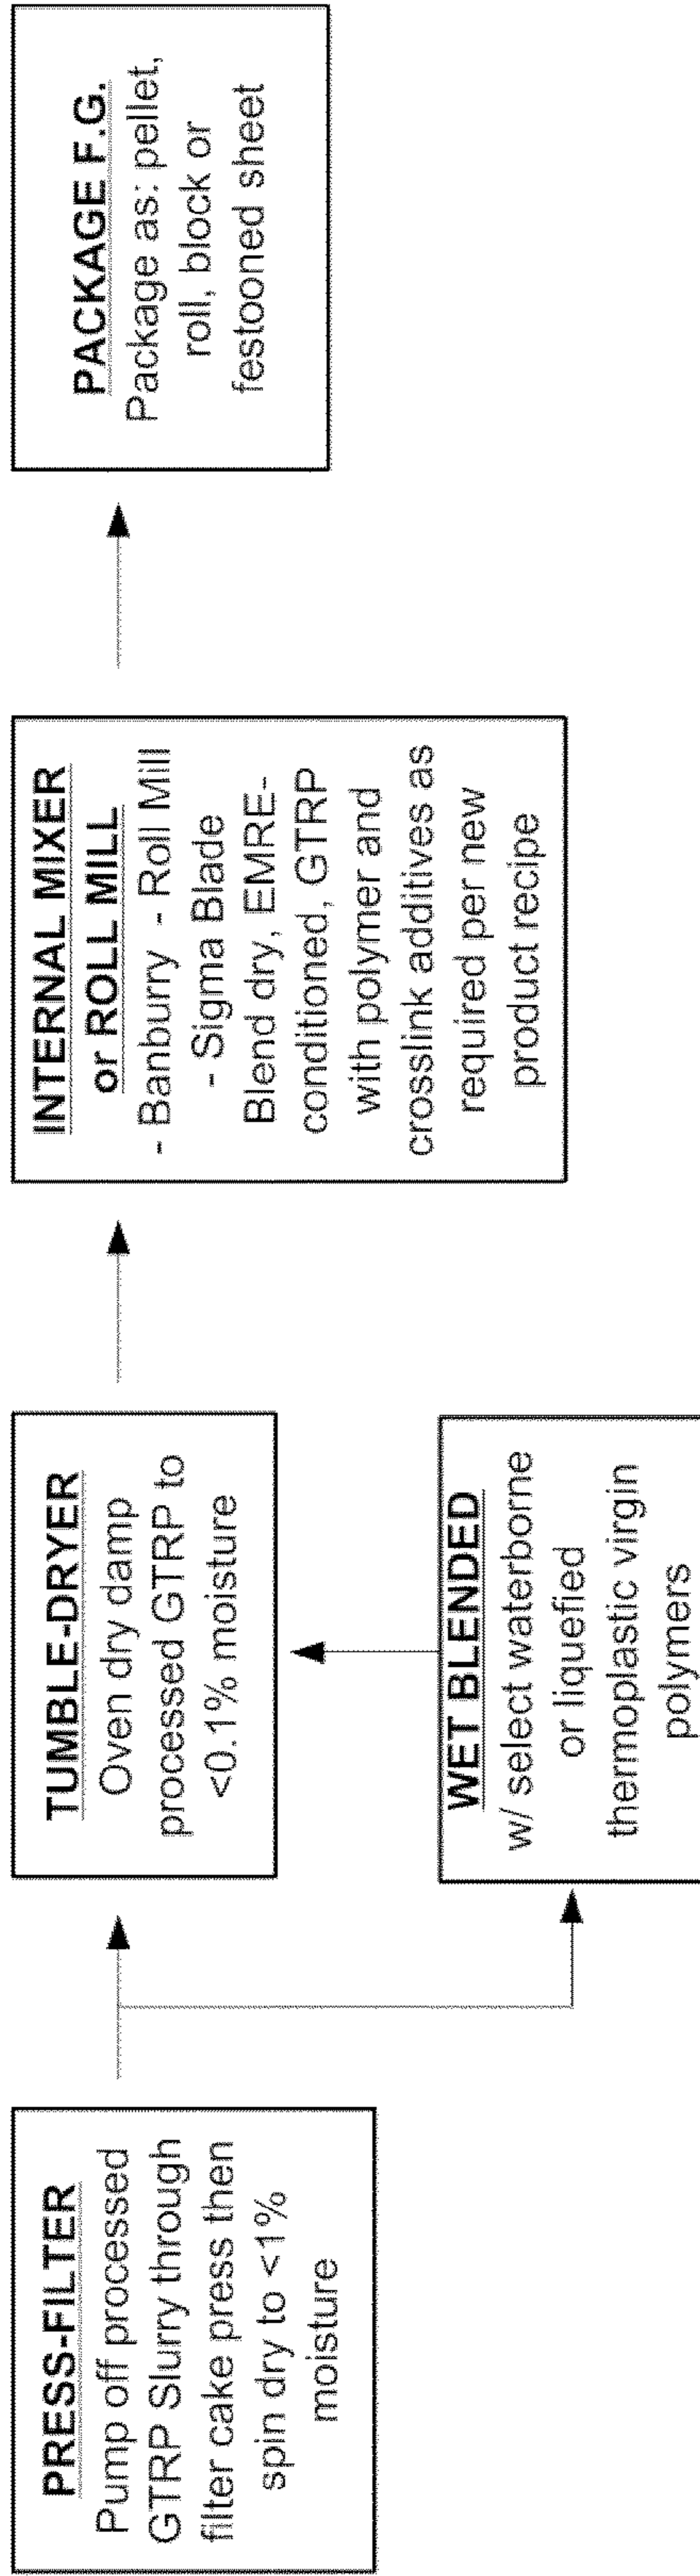 PRESS-FILTER
Pump off processed
GTRP Slurry through
filter cake press then
spin dry to <1%
moisture
TUMBLE-DRYER
Oven dry damp
processed GTRP to
<0.1% moisture
WET BLENDED
w/ select waterborne
or liquefied
thermoplastic virgin
polymers
INTERNAL MIXER
or ROLL MILL
- Banburry - Roll Mill
- Sigma Blade
Blend dry, EMRE-
conditioned, GTRP
with polymer and
crosslink additives as
required per new
product recipe
PACKAGE F.G.
Package as: pellet,
roll, block or
festooned sheet